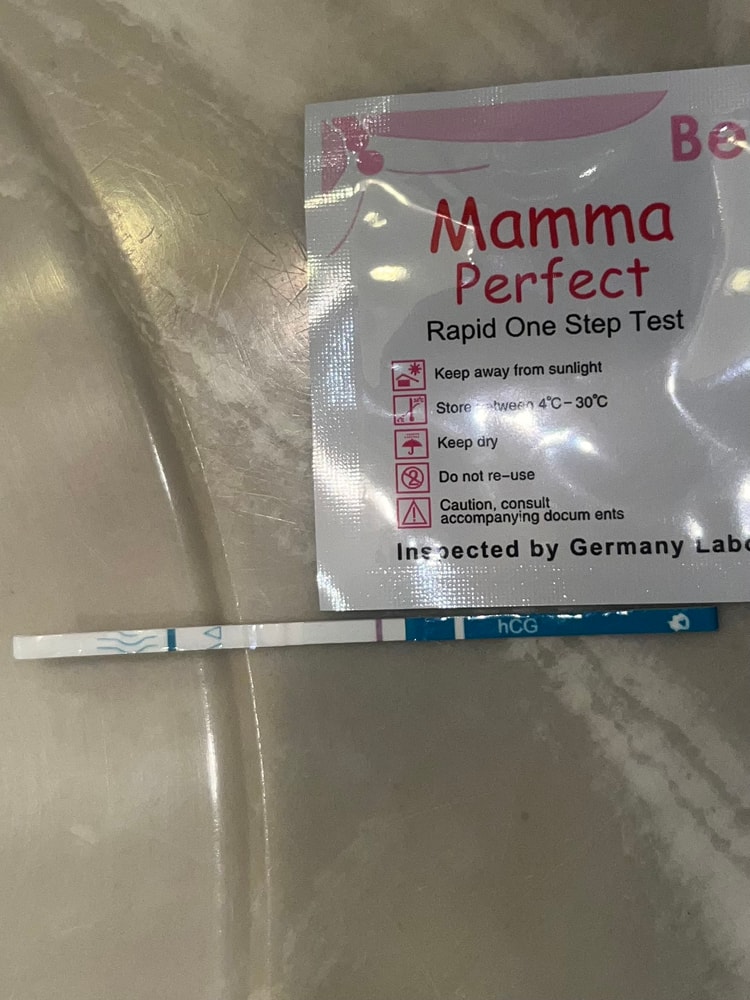 Be
Mamma
Perfect
Rapid One Step Test
Keep away from sunlight
Store between 4°C-30°C
Keep dry
Do not re-use
Caution, consult
accompanying docum ents
Inspected by Germany Labo
hCG